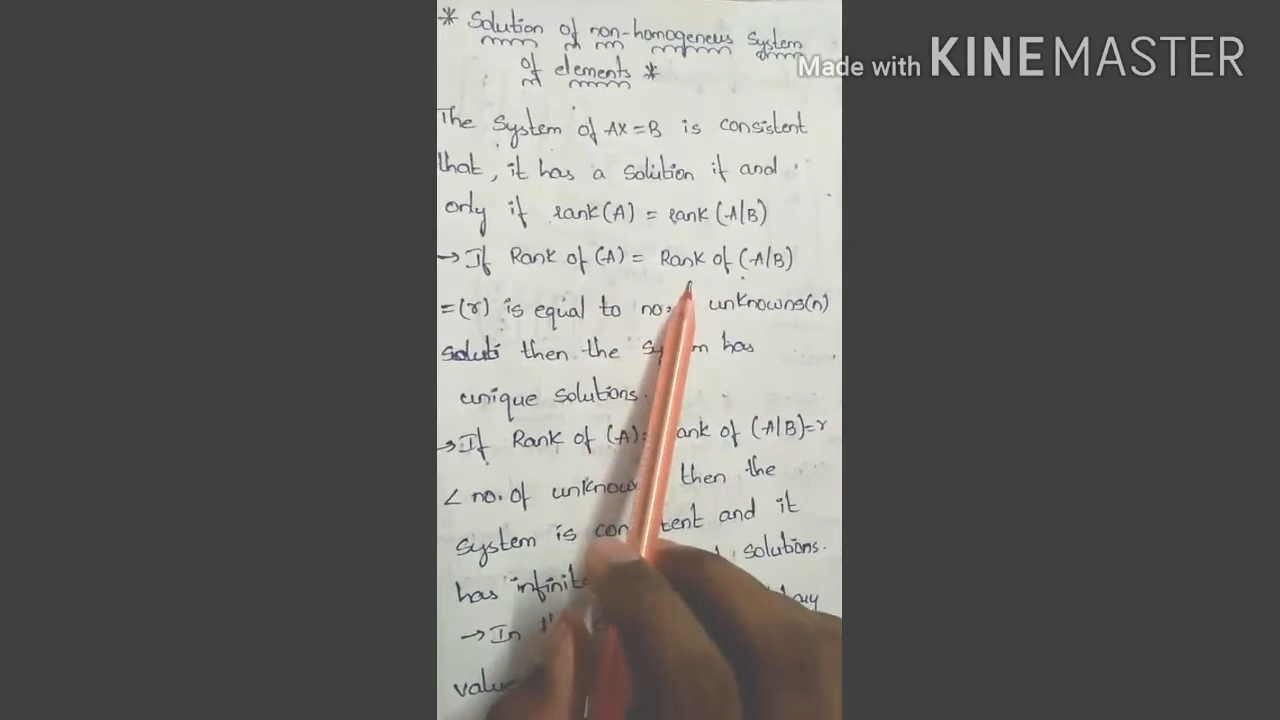 * Solution of non-homogeneus system
of elements *
Made with KINEMASTER
The system of AX=B is consistent
that, it has a solution if and
only if rank(A) = rank (A|B)
→ If Rank of (A) = Rank of (A|B)
=(r) is equal to no. unknowns(n)
soluti then the has
unique solutions.
→ If Rank of (A)= of (A|B)=r
< no. of then the
system is and it
has solutions.
→ In